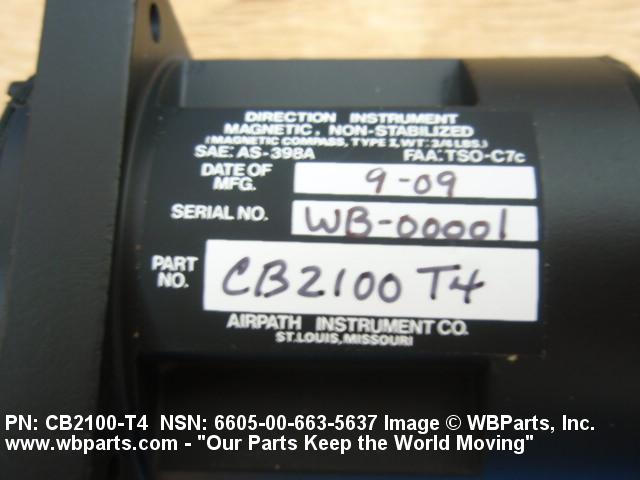 DIRECTION INSTRUMENT
MAGNETIC, NON-STABILIZED
(MAGNETIC COMPASS, TYPE 2, WT: 3/4 LBS.)
SAE: AS-398A FAA: TSO-C7c
DATE OF MFG. 9-09
SERIAL NO. WB-00001
PART NO. CB2100 T4
AIRPATH INSTRUMENT CO.
ST. LOUIS, MISSOURI
PN: CB2100-T4 NSN: 6605-00-663-5637 Image © WBParts, Inc.
www.wbparts.com - "Our Parts Keep the World Moving"